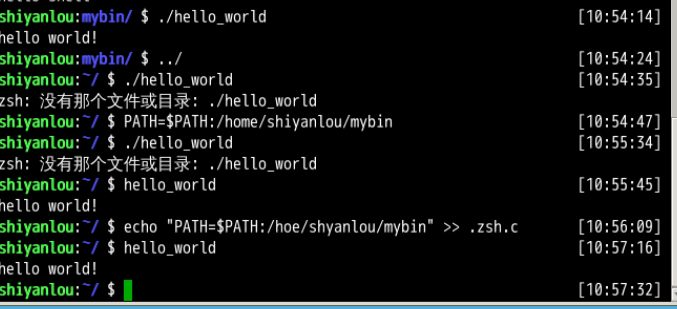 shiyanlou:mybin/ $ ./hello_world [10:54:14]
hello world!
shiyanlou:mybin/ $ ../ [10:54:24]
shiyanlou:~/ $ ./hello_world [10:54:35]
zsh: 没有那个文件或目录: ./hello_world
shiyanlou:~/ $ PATH=$PATH:/home/shiyanlou/mybin [10:54:47]
shiyanlou:~/ $ ./hello_world [10:55:34]
zsh: 没有那个文件或目录: ./hello_world
shiyanlou:~/ $ hello_world [10:55:45]
hello world!
shiyanlou:~/ $ echo "PATH=$PATH:/hoe/shyanlou/mybin" >> .zsh.c [10:56:09]
shiyanlou:~/ $ hello_world [10:57:16]
hello world!
shiyanlou:~/ $ [10:57:32]